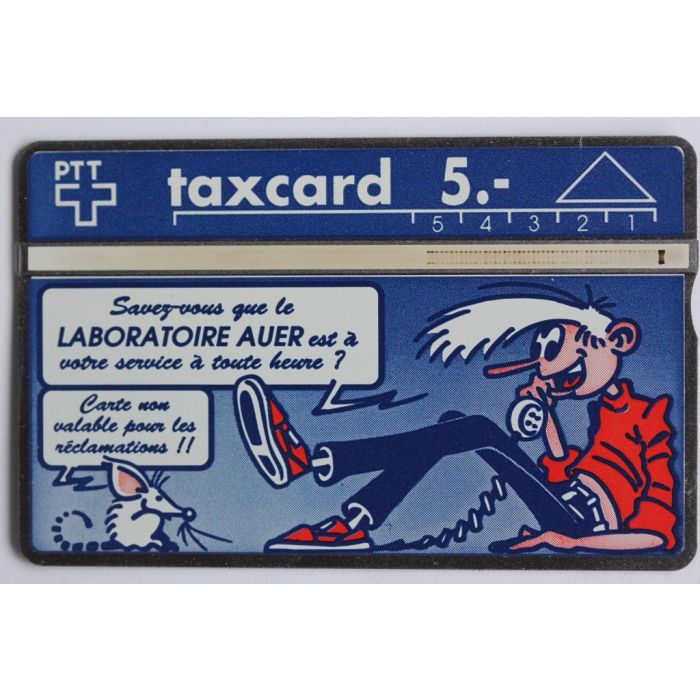 PTT
taxcard 5.-
5 4 3 2 1
Savez-vous que le
LABORATOIRE AUER est à
votre service à toute heure ?
Carte non
valable pour les
réclamations !!